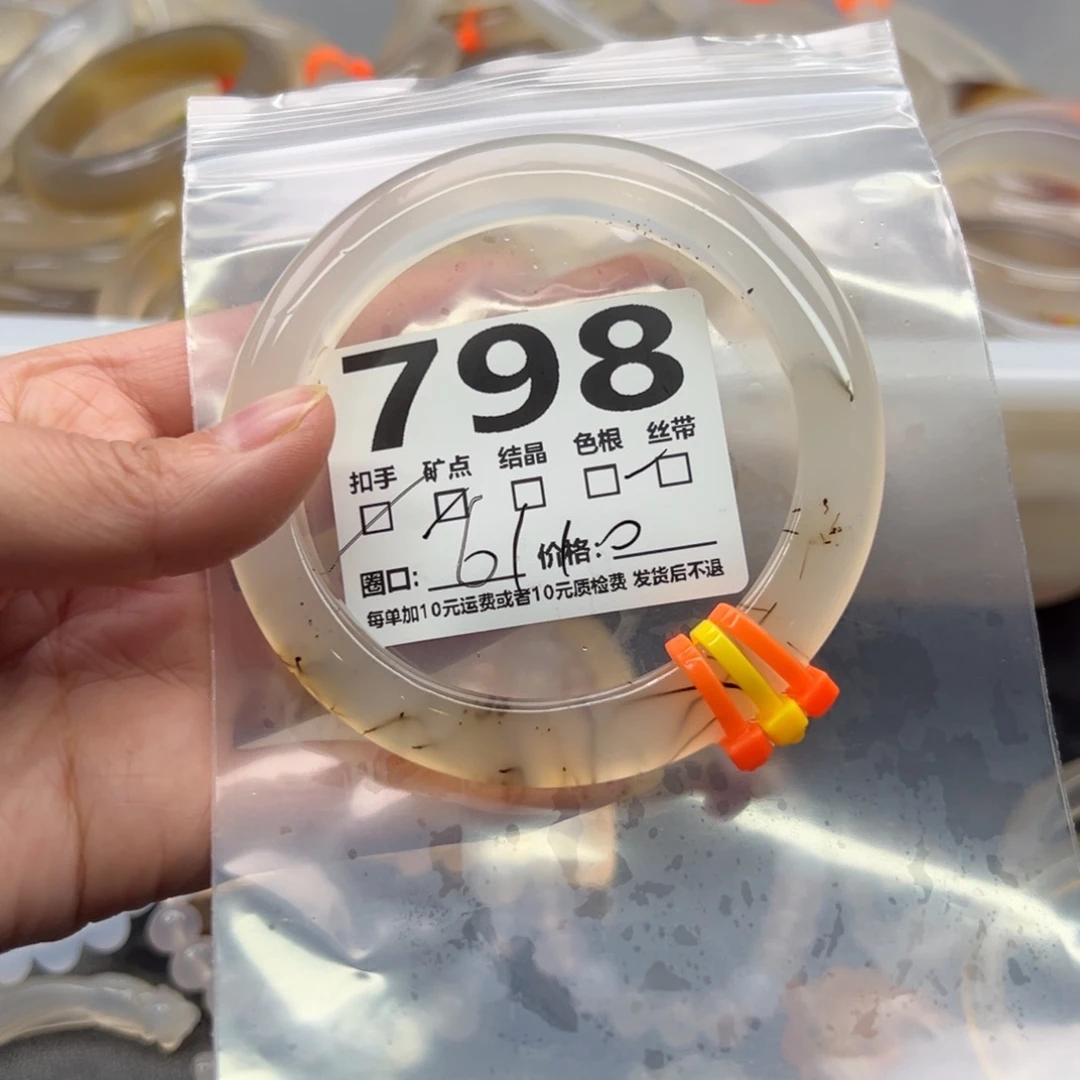 798
扣手 矿点 结晶 色根 丝带
圈口: 61 价格:
每单加10元运费或者10元质检费 发货后不退